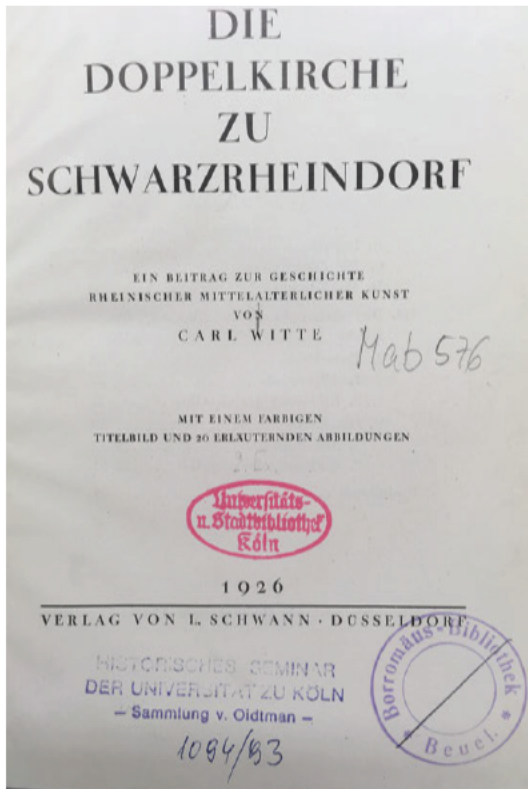 DIE
DOPPELKIRCHE
ZU
SCHWARZRHEINDORF
EIN BEITRAG ZUR GESCHICHTE
RHEINISCHER MITTELALTERLICHER KUNST
VON
CARL WITTE
Mab 576
MIT EINEM FARBIGEN
TITELBILD UND 20 ERLÄUTERNDEN ABBILDUNGEN
Universitäts-
u. Stadtbibliothek
Köln
1926
VERLAG VON L. SCHWANN · DÜSSELDORF
Borromäus-Bibliothek
* Beuel. *
HISTORISCHES SEMINAR
DER UNIVERSITÄT ZU KÖLN
– Sammlung v. Oidtman –
1094/93